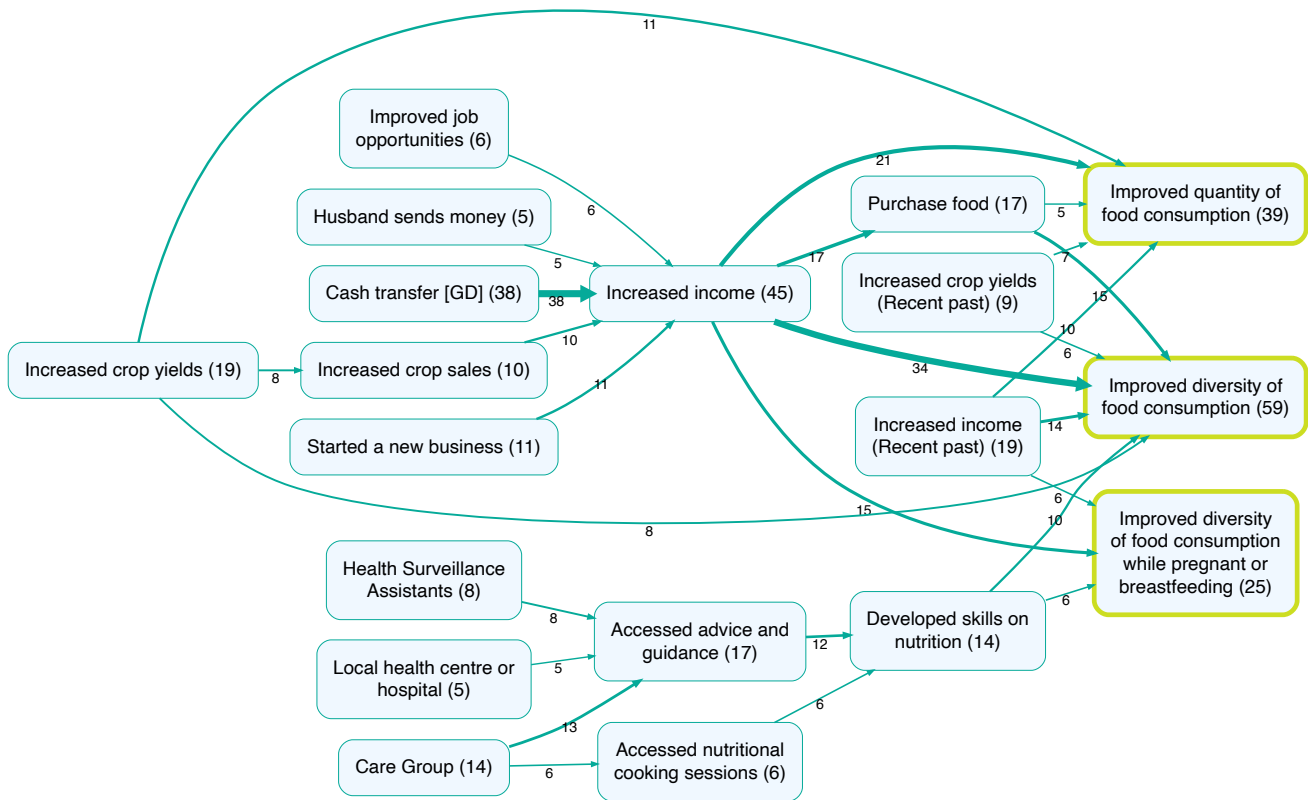 11
Improved job
opportunities (6)
6
21
Husband sends money (5)
5
Purchase food (17)
5
Improved quantity of
food consumption (39)
17
7
Cash transfer [GD] (38)
38
Increased income (45)
Increased crop yields
(Recent past) (9)
15
10
10
6
Increased crop yields (19)
8
Increased crop sales (10)
34
Improved diversity of
food consumption (59)
11
Increased income
(Recent past) (19)
14
Started a new business (11)
6
15
10
8
Improved diversity
of food consumption
while pregnant or
breastfeeding (25)
Health Surveillance
Assistants (8)
8
Accessed advice and
guidance (17)
12
Developed skills on
nutrition (14)
6
Local health centre or
hospital (5)
5
13
6
Care Group (14)
6
Accessed nutritional
cooking sessions (6)